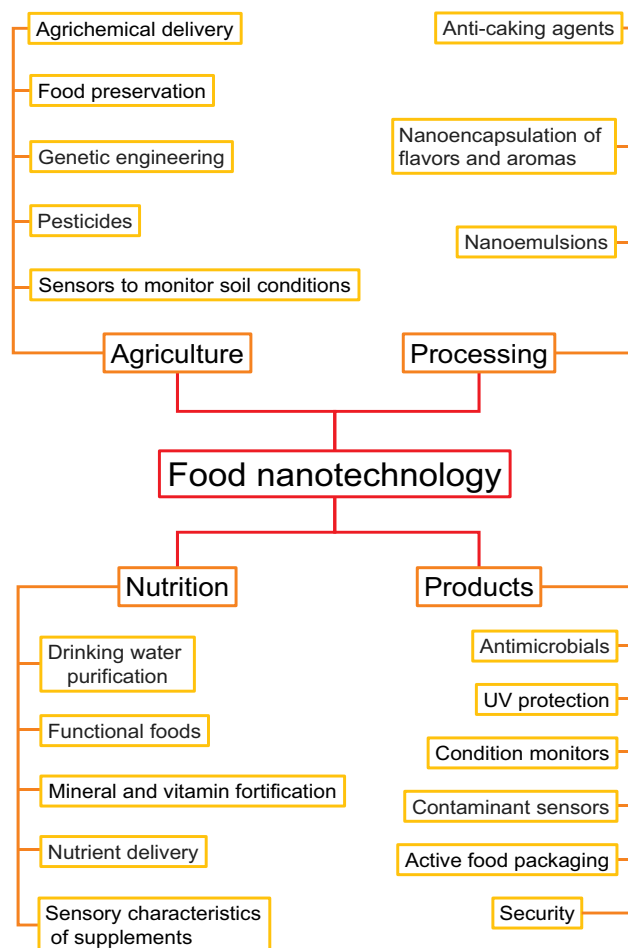 Agrichemical delivery
Food preservation
Genetic engineering
Pesticides
Sensors to monitor soil conditions
Agriculture
Anti-caking agents
Nanoencapsulation of
flavors and aromas
Nanoemulsions
Processing
Food nanotechnology
Nutrition
Drinking water
purification
Functional foods
Mineral and vitamin fortification
Nutrient delivery
Sensory characteristics
of supplements
Products
Antimicrobials
UV protection
Condition monitors
Contaminant sensors
Active food packaging
Security